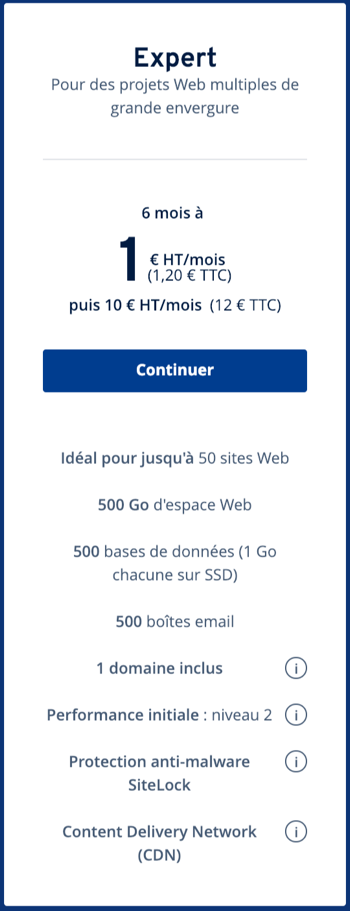 Expert
Pour des projets Web multiples de
grande envergure
6 mois à
1 € HT/mois
(1,20 € TTC)
puis 10 € HT/mois (12 € TTC)
Continuer
Idéal pour jusqu'à 50 sites Web
500 Go d'espace Web
500 bases de données (1 Go
chacune sur SSD)
500 boîtes email
1 domaine inclus i
Performance initiale : niveau 2 i
Protection anti-malware i
SiteLock
Content Delivery Network i
(CDN)